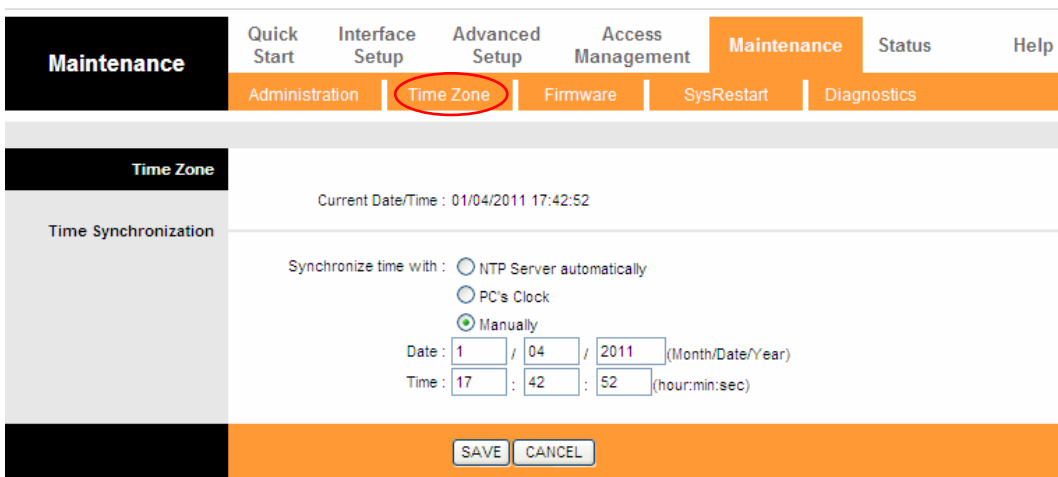 Maintenance
Quick Start
Interface Setup
Advanced Setup
Access Management
Maintenance
Status
Help
Administration
Time Zone
Firmware
SysRestart
Diagnostics
Time Zone
Current Date/Time : 01/04/2011 17:42:52
Time Synchronization
Synchronize time with : NTP Server automatically
PC's Clock
Manually
Date : 1 / 04 / 2011 (Month/Date/Year)
Time : 17 : 42 : 52 (hour:min:sec)
SAVE CANCEL